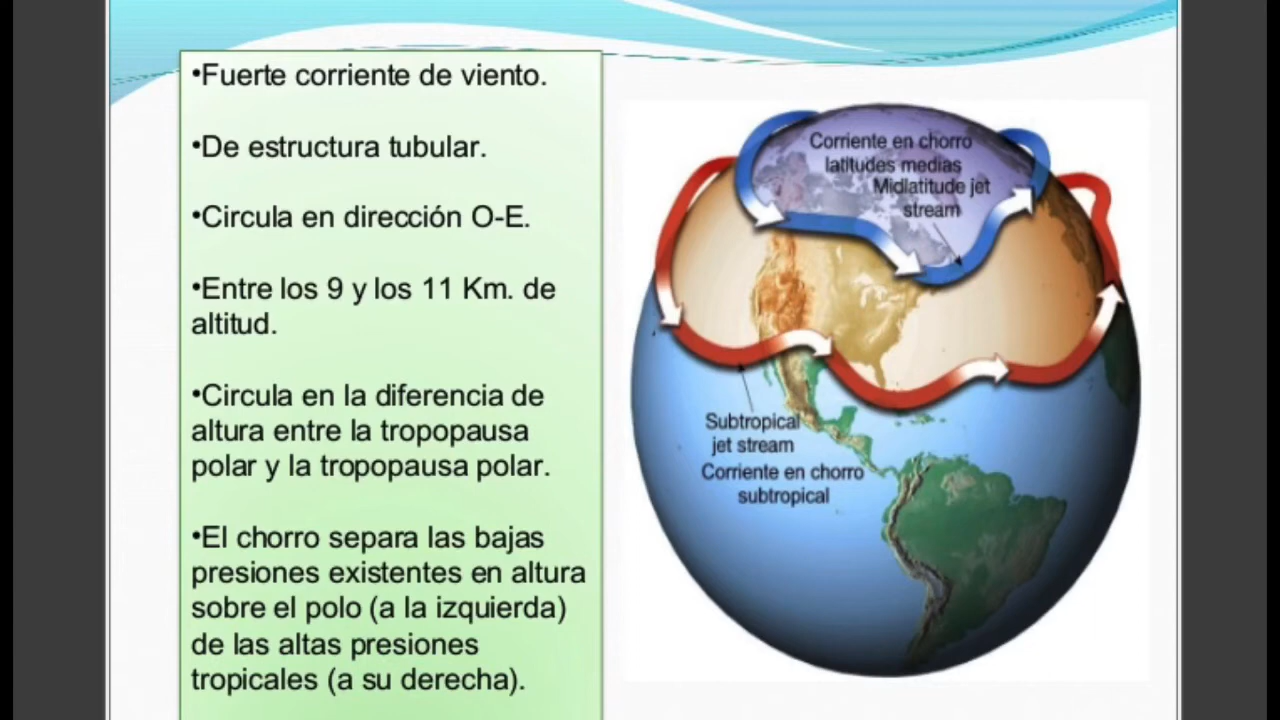 •Fuerte corriente de viento.
•De estructura tubular.
•Circula en dirección O-E.
•Entre los 9 y los 11 Km. de
altitud.
•Circula en la diferencia de
altura entre la tropopausa
polar y la tropopausa polar.
•El chorro separa las bajas
presiones existentes en altura
sobre el polo (a la izquierda)
de las altas presiones
tropicales (a su derecha).
Corriente en chorro
latitudes medias
Midlatitude jet
stream
Subtropical
jet stream
Corriente en chorro
subtropical